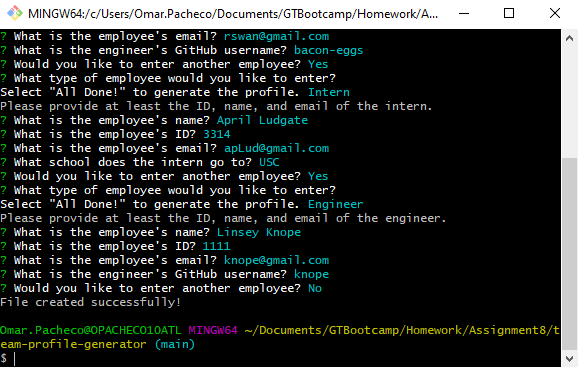 MINGW64:/c/Users/Omar.Pacheco/Documents/GTBootcamp/Homework/A...
? What is the employee's email? rswan@gmail.com
? What is the engineer's GitHub username? bacon-eggs
? Would you like to enter another employee? Yes
? What type of employee would you like to enter?
Select "All Done!" to generate the profile. Intern
Please provide at least the ID, name, and email of the intern.
? What is the employee's name? April Ludgate
? What is the employee's ID? 3314
? What is the employee's email? apLud@gmail.com
? What school does the intern go to? USC
? Would you like to enter another employee? Yes
? What type of employee would you like to enter?
Select "All Done!" to generate the profile. Engineer
Please provide at least the ID, name, and email of the engineer.
? What is the employee's name? Linsey Knope
? What is the employee's ID? 1111
? What is the employee's email? knope@gmail.com
? What is the engineer's GitHub username? knope
? Would you like to enter another employee? No
File created successfully!
Omar.Pacheco@OPACHECO1OATL MINGW64 ~/Documents/GTBootcamp/Homework/Assignment8/t
eam-profile-generator (main)
$